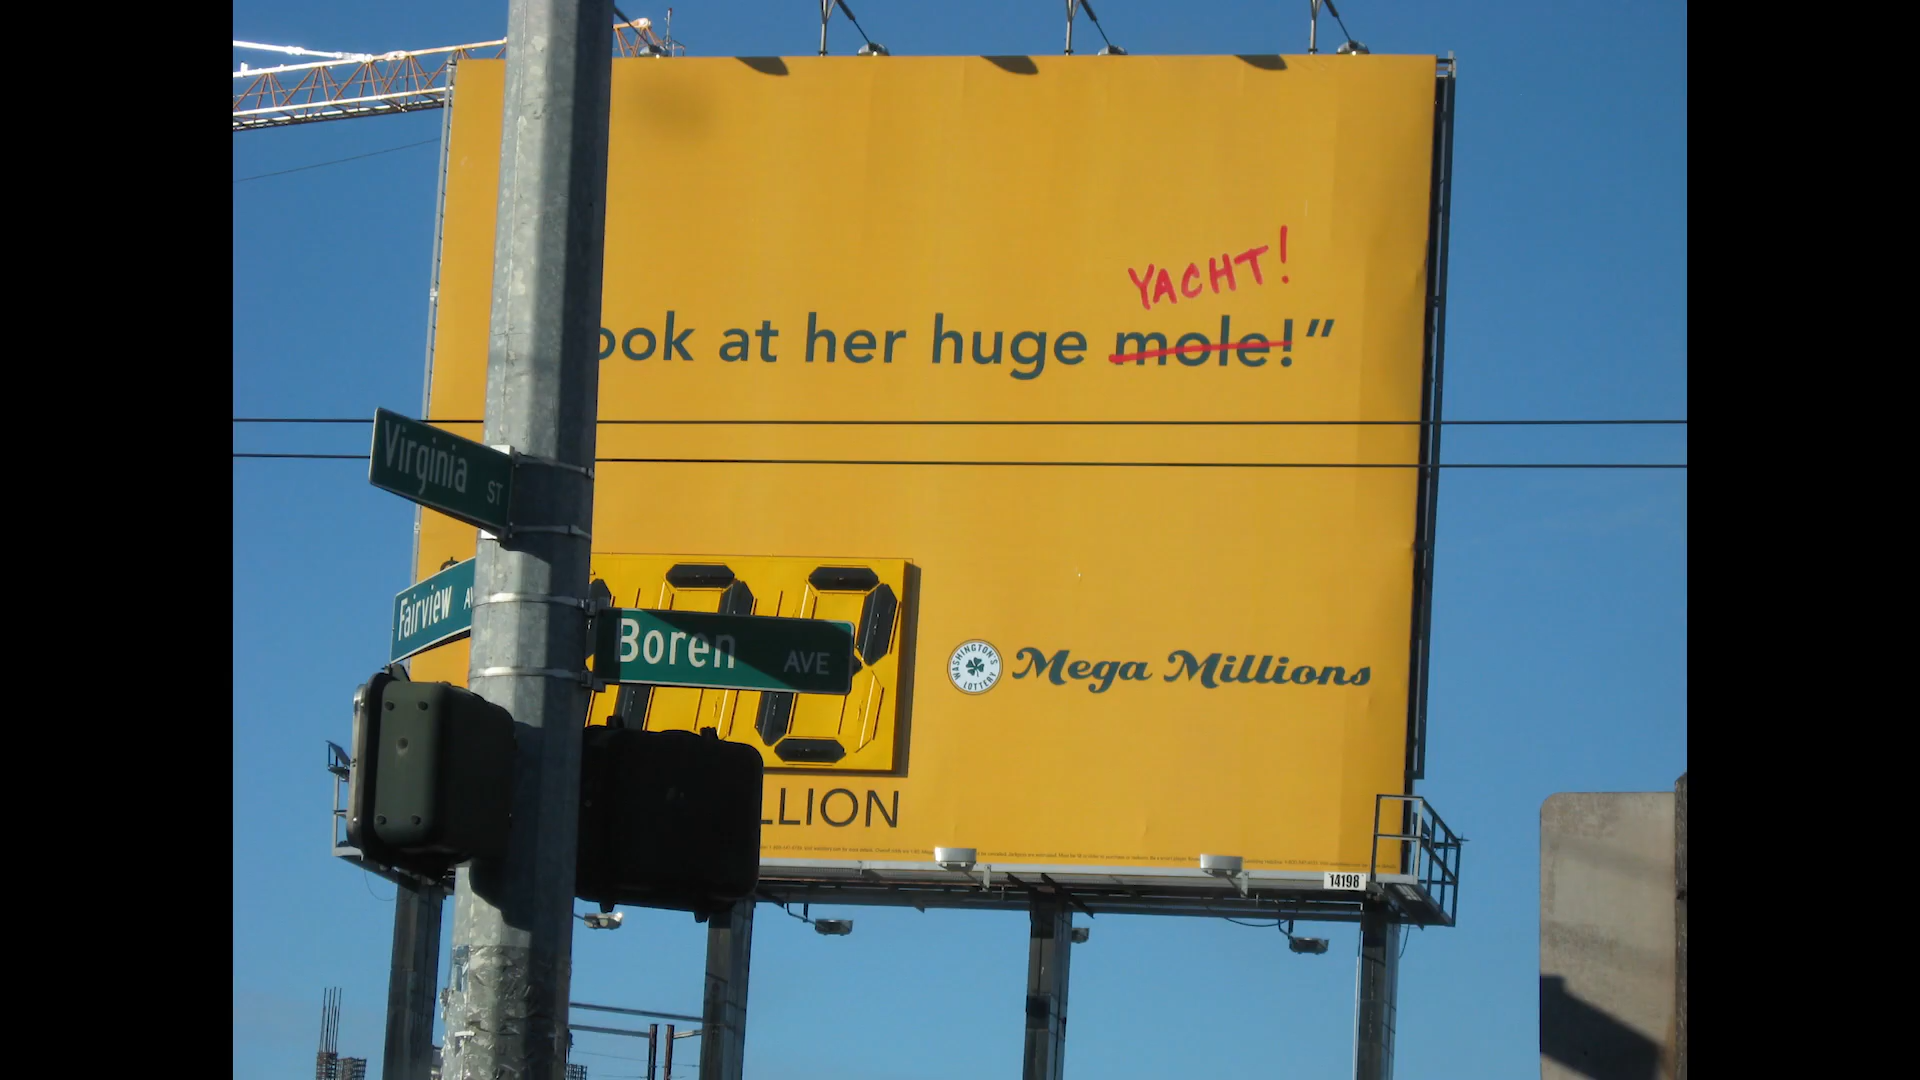 YACHT!
ook at her huge mole!”
Virginia ST
Fairview
Boren AVE
WASHINGTON'S LOTTERY
Mega Millions
LLION
14198